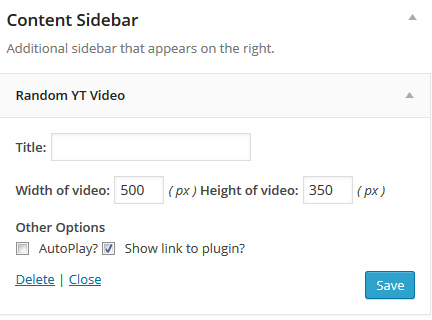 Content Sidebar
Additional sidebar that appears on the right.
Random YT Video
Title:
Width of video: 500 ( px ) Height of video: 350 ( px )
Other Options
AutoPlay? Show link to plugin?
Delete | Close Save